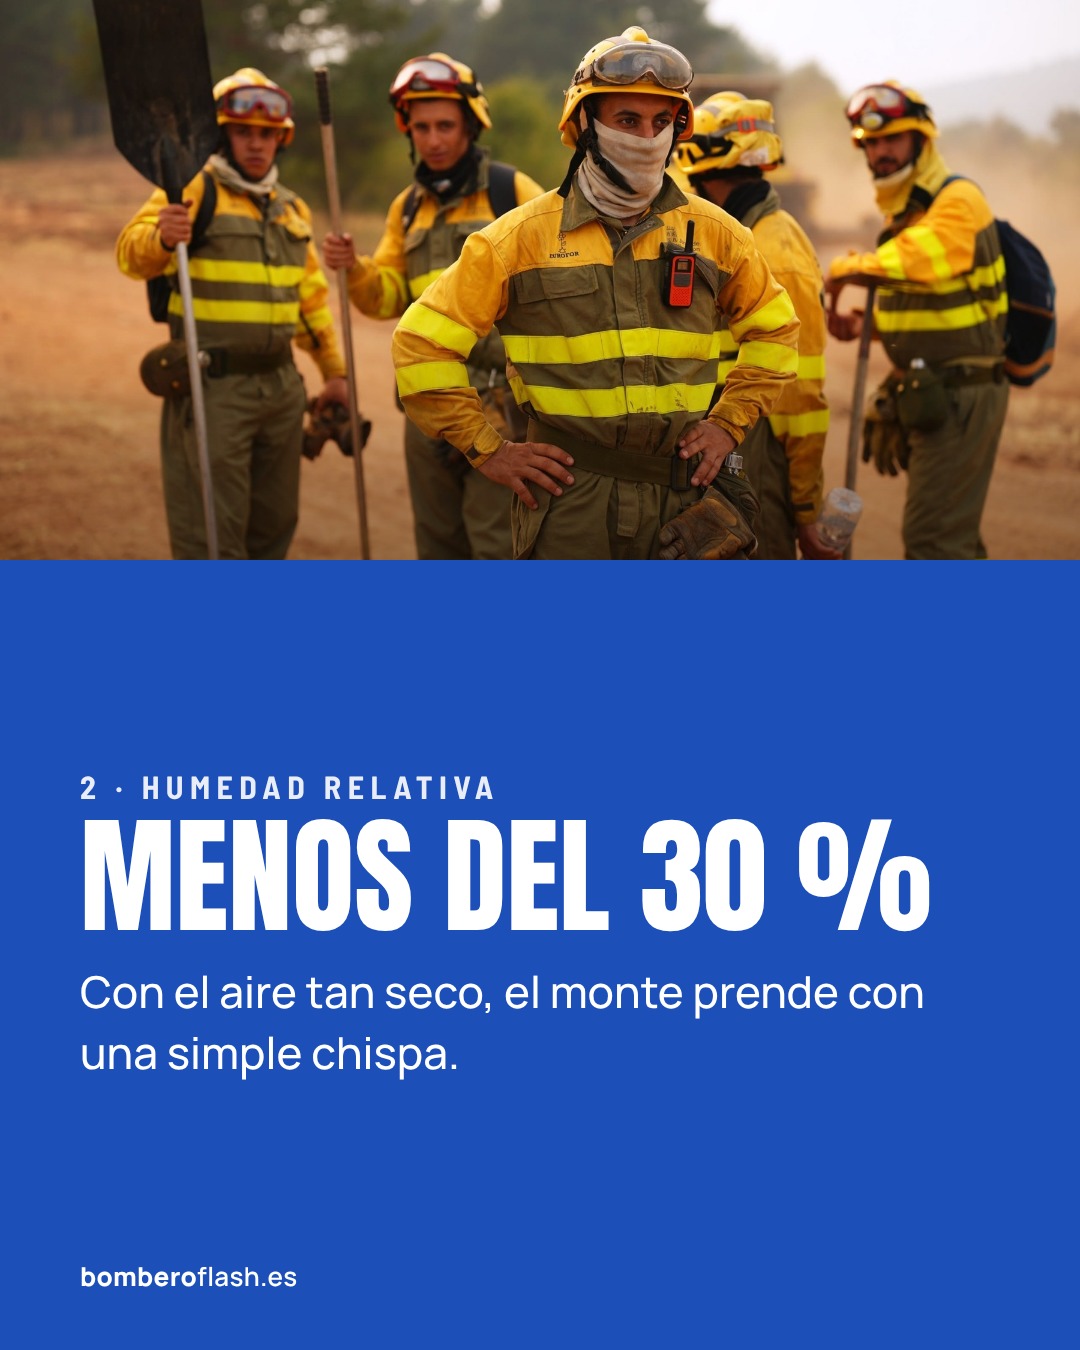 2 · HUMEDAD RELATIVA
MENOS DEL 30 %
Con el aire tan seco, el monte prende con
una simple chispa.
bomberoflash.es